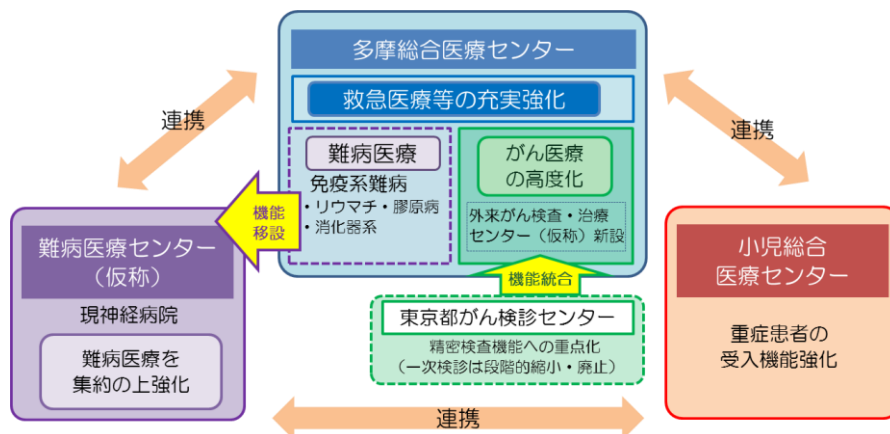 多摩総合医療センター
救急医療等の充実強化
連携
連携
難病医療
免疫系難病
・リウマチ・膠原病
・消化器系
がん医療
の高度化
外来がん検査・治療
センター（仮称）新設
機能
移設
機能統合
難病医療センター
（仮称）
現神経病院
難病医療を
集約の上強化
東京都がん検診センター
精密検査機能への重点化
（一次検診は段階的縮小・廃止）
小児総合
医療センター
重症患者の
受入機能強化
連携